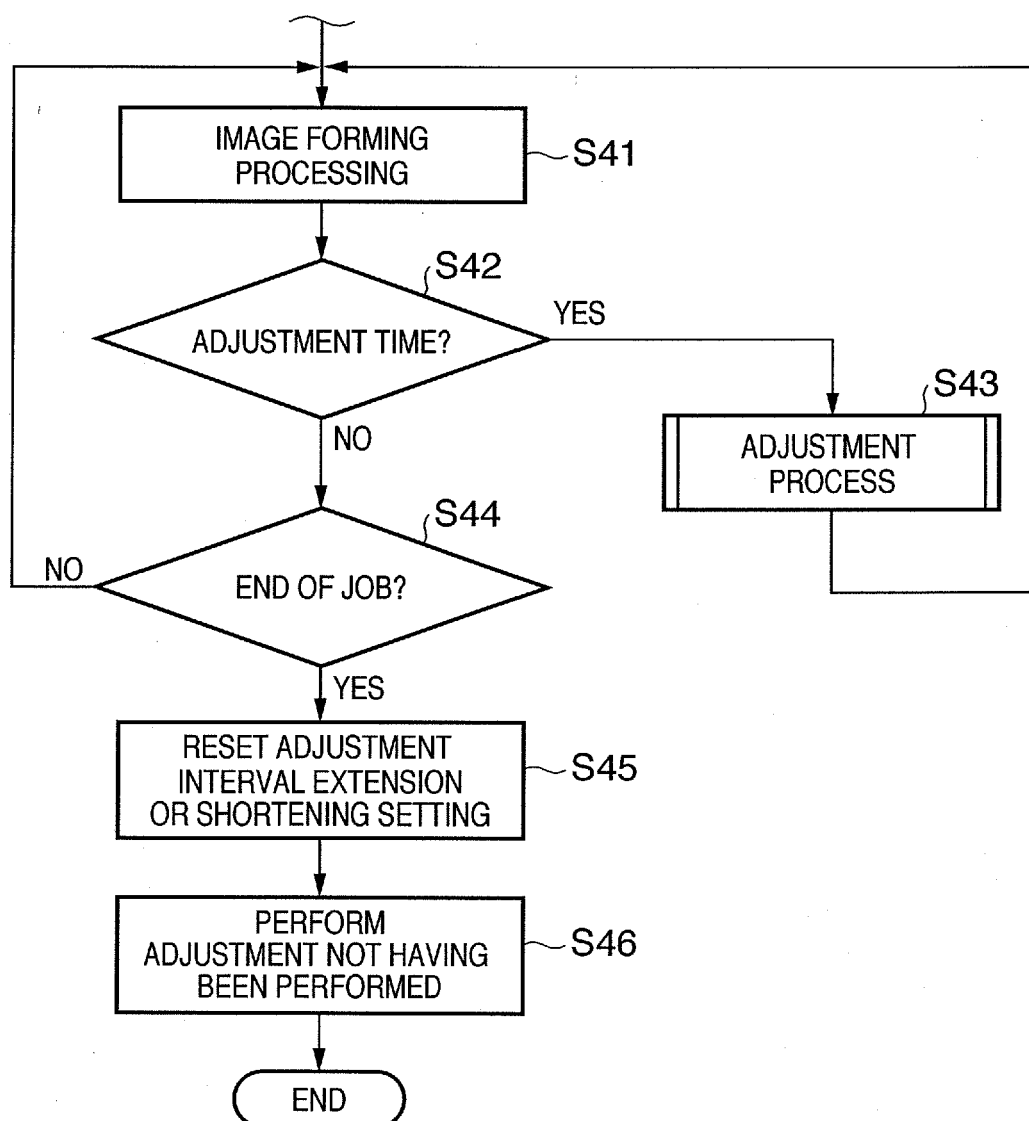 IMAGE FORMING
PROCESSING
S41
S42
ADJUSTMENT TIME?
YES
NO
S43
ADJUSTMENT
PROCESS
S44
END OF JOB?
NO
YES
RESET ADJUSTMENT
INTERVAL EXTENSION
OR SHORTENING SETTING
S45
PERFORM
ADJUSTMENT NOT HAVING
BEEN PERFORMED
S46
END